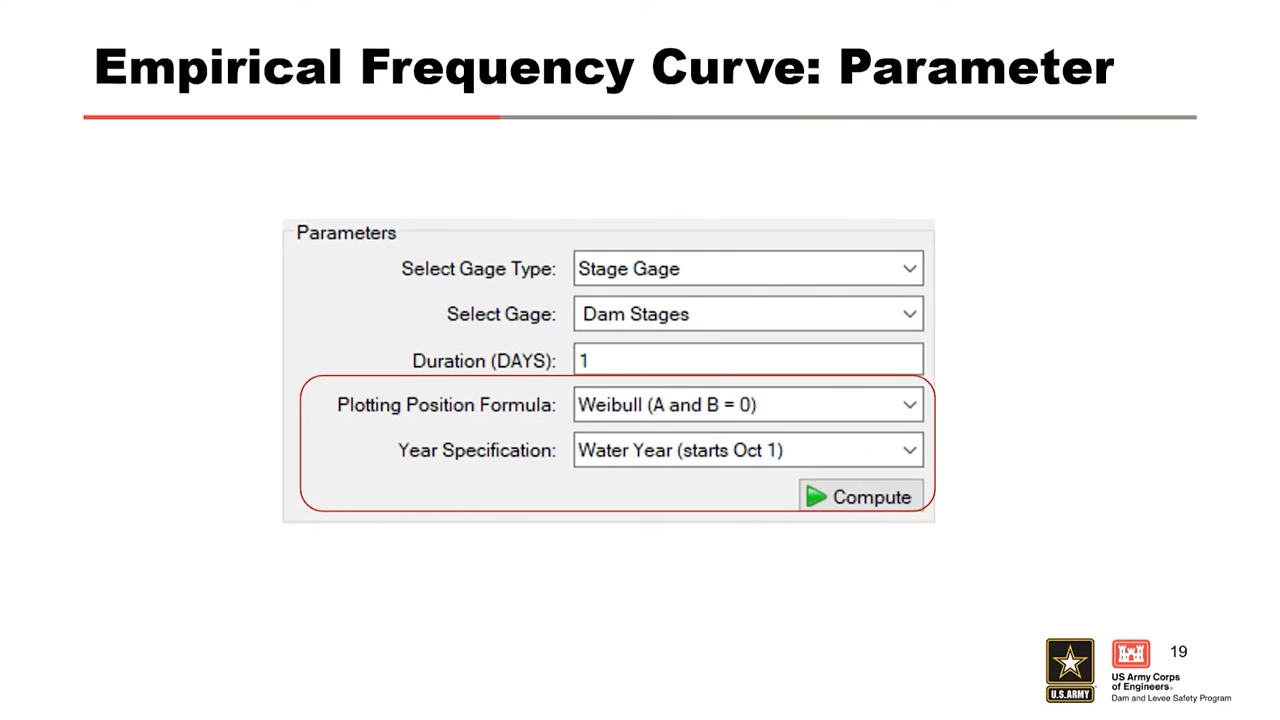 Empirical Frequency Curve: Parameter
Parameters
Select Gage Type: Stage Gage
Select Gage: Dam Stages
Duration (DAYS): 1
Plotting Position Formula: Weibull (A and B = 0)
Year Specification: Water Year (starts Oct 1)
Compute
U.S. ARMY
US Army Corps
of Engineers®
Dam and Levee Safety Program
19